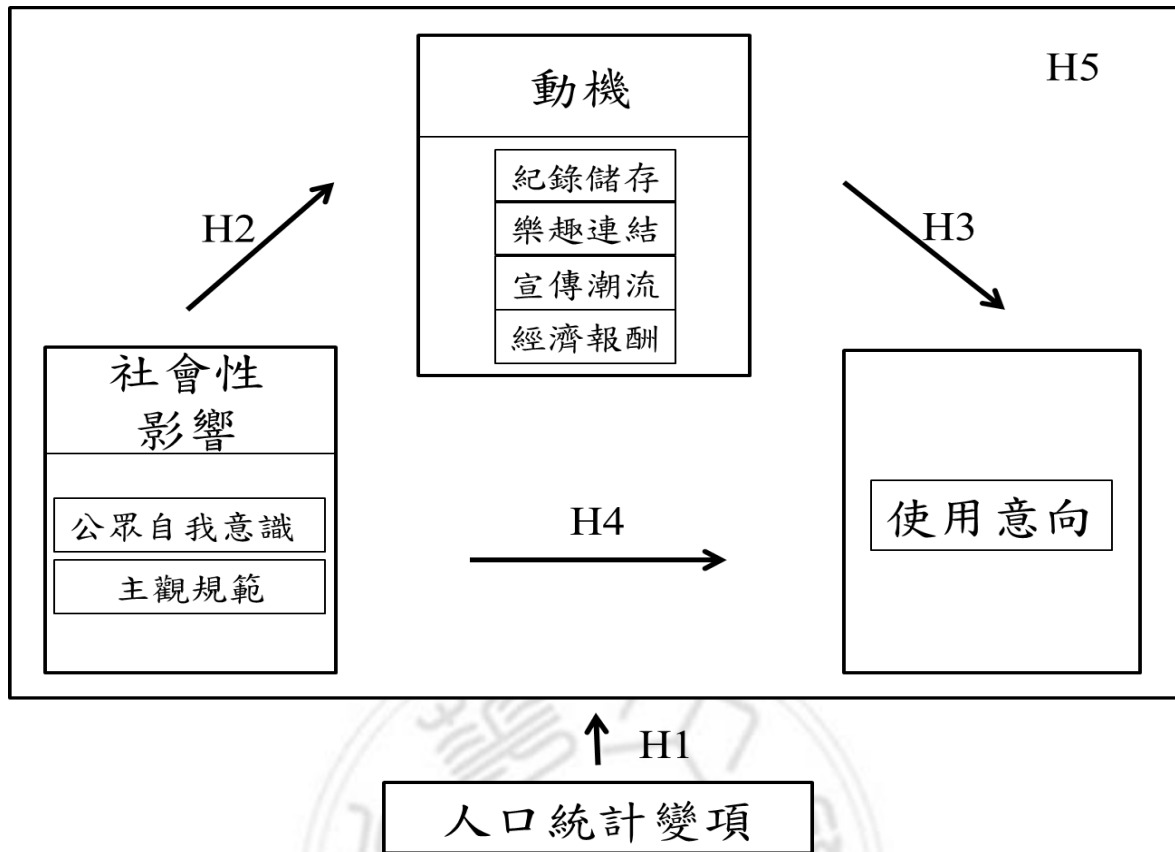 H5
動機
紀錄儲存
樂趣連結
宣傳潮流
經濟報酬
H2
H3
社會性
影響
公眾自我意識
主觀規範
H4
使用意向
H1
人口統計變項